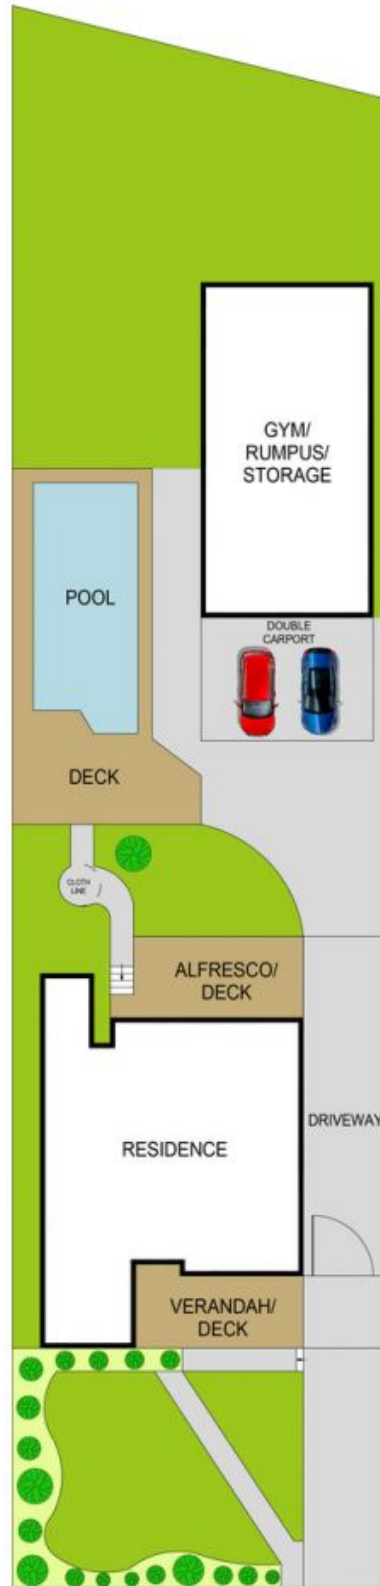 GYM/
RUMPUS/
STORAGE
DOUBLE
CARPORT
POOL
DECK
CLOTH
LINE
ALFRESCO/
DECK
RESIDENCE
DRIVEWAY
VERANDAH/
DECK